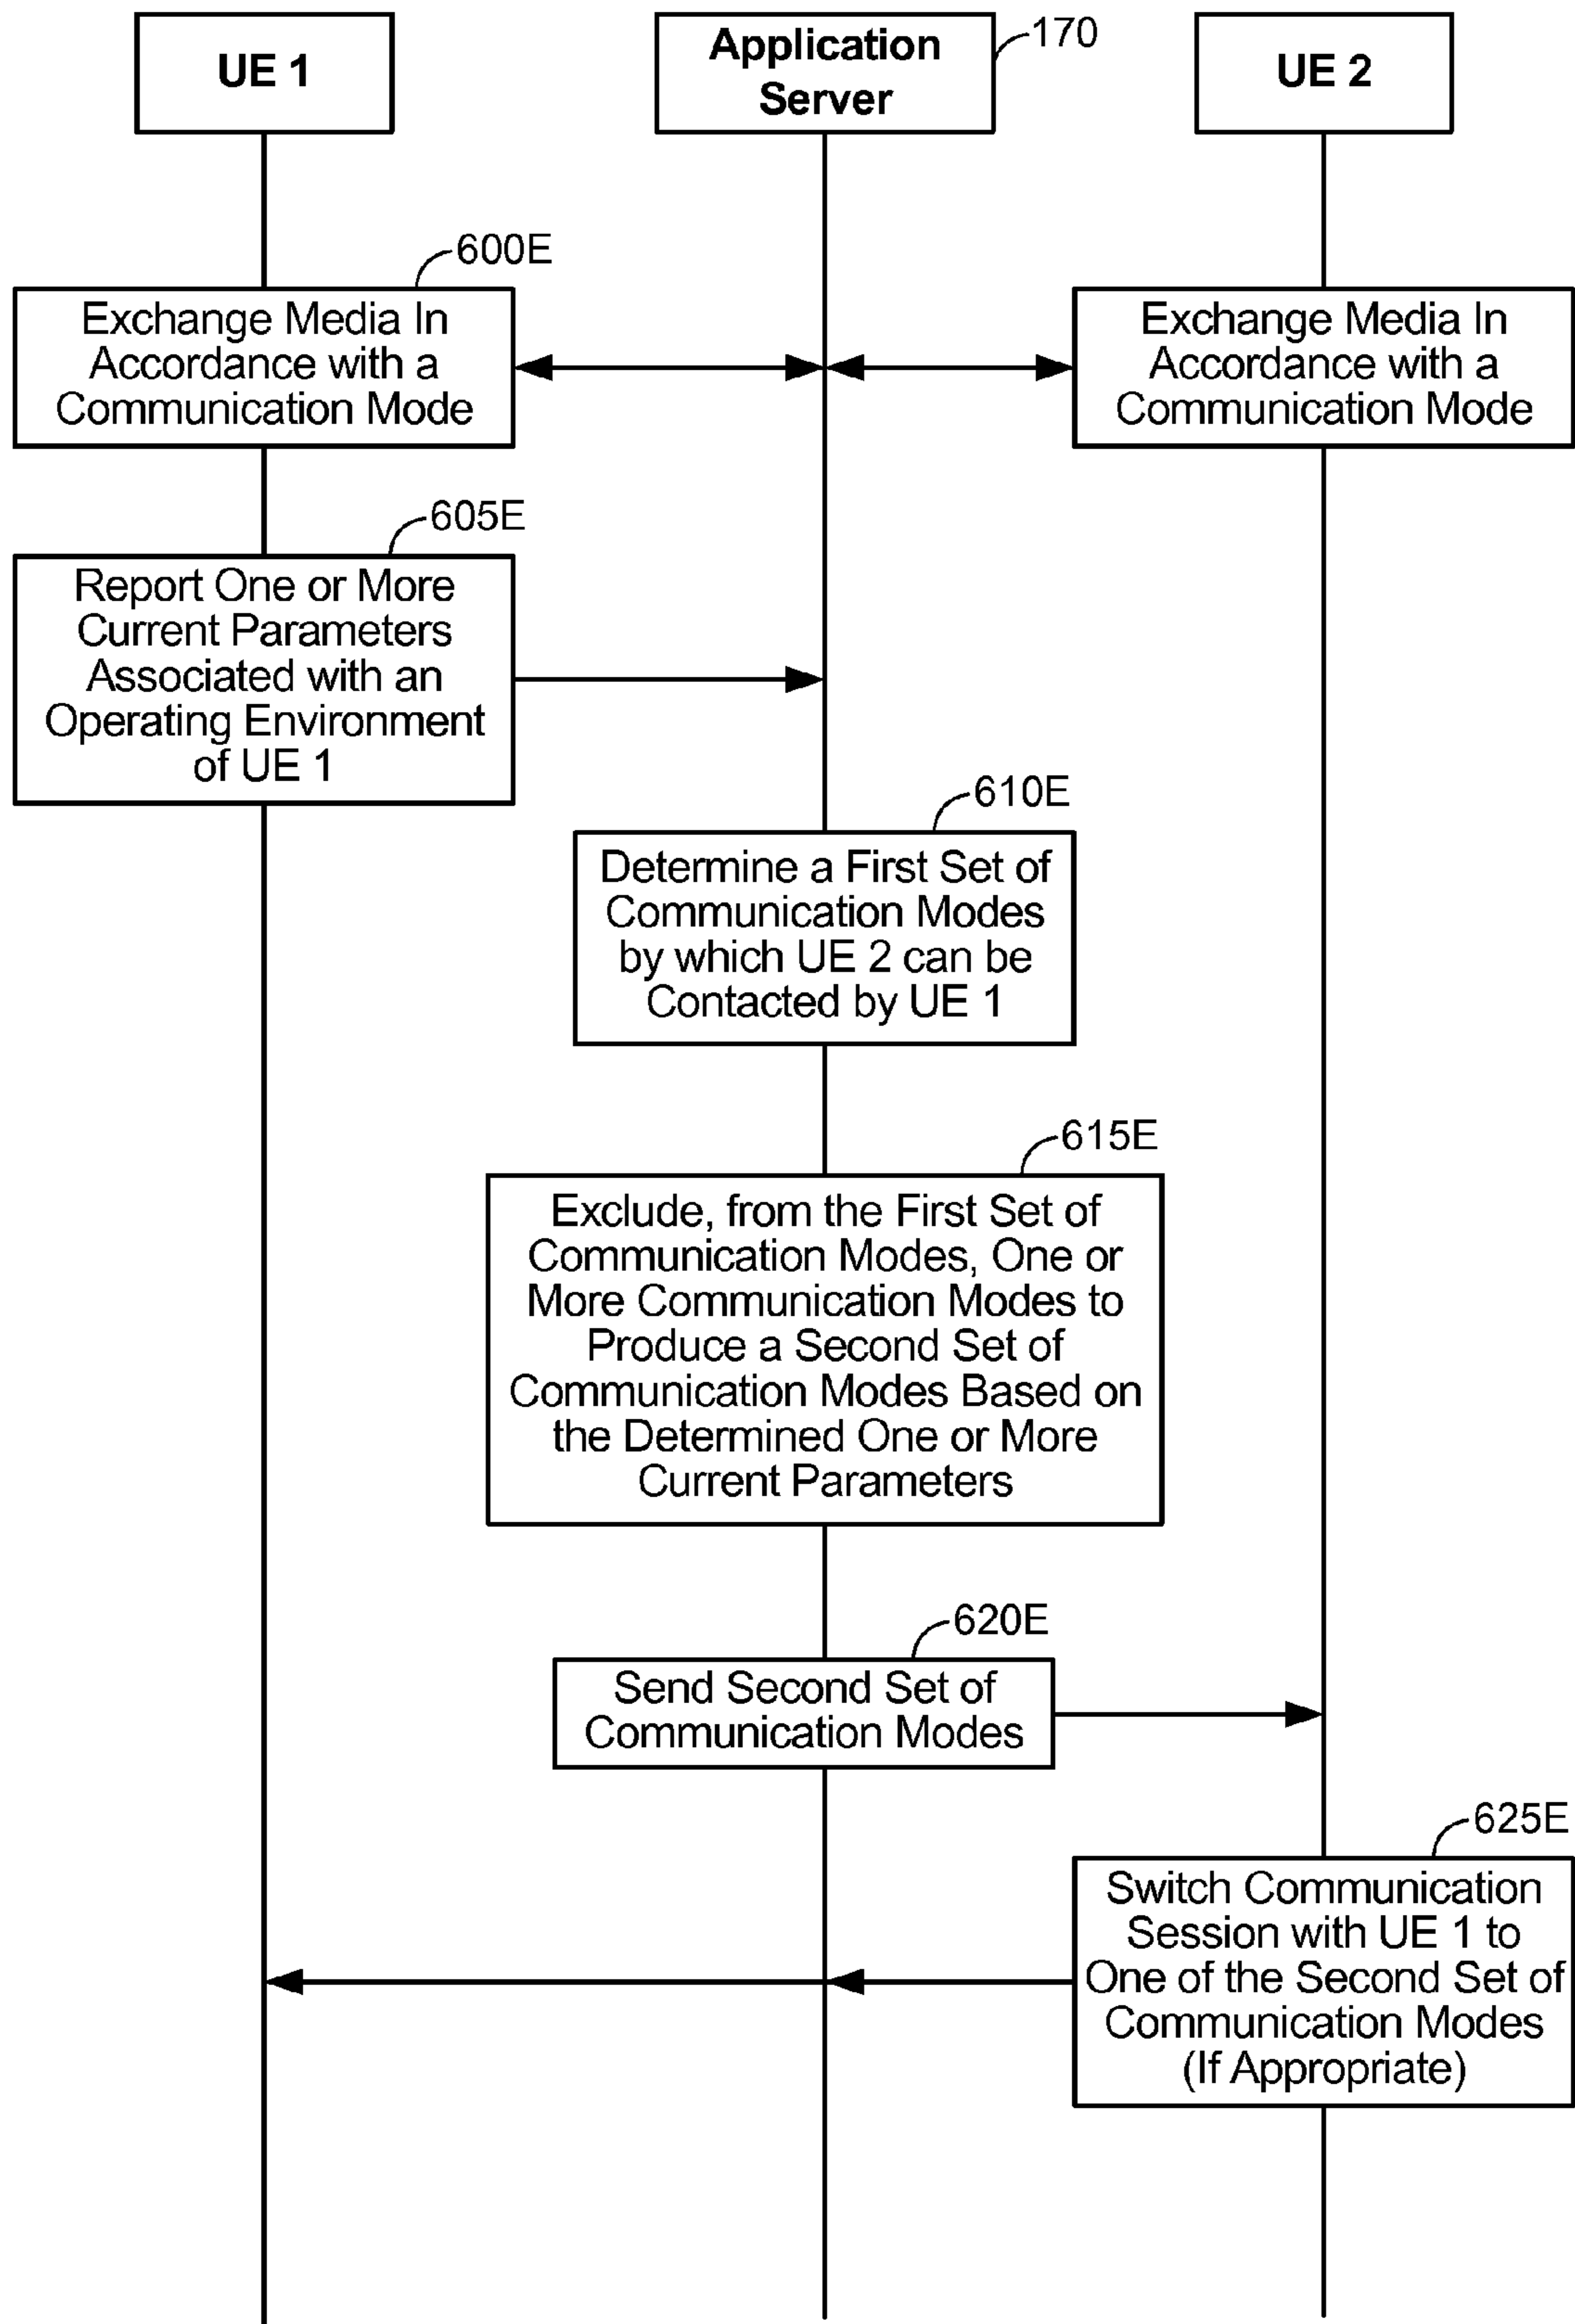 UE 1
Application
Server
170
UE 2
600E
Exchange Media In
Accordance with a
Communication Mode
Exchange Media In
Accordance with a
Communication Mode
605E
Report One or More
Current Parameters
Associated with an
Operating Environment
of UE 1
610E
Determine a First Set of
Communication Modes
by which UE 2 can be
Contacted by UE 1
615E
Exclude, from the First Set of
Communication Modes, One or
More Communication Modes to
Produce a Second Set of
Communication Modes Based on
the Determined One or More
Current Parameters
620E
Send Second Set of
Communication Modes
625E
Switch Communication
Session with UE 1 to
One of the Second Set of
Communication Modes
(If Appropriate)